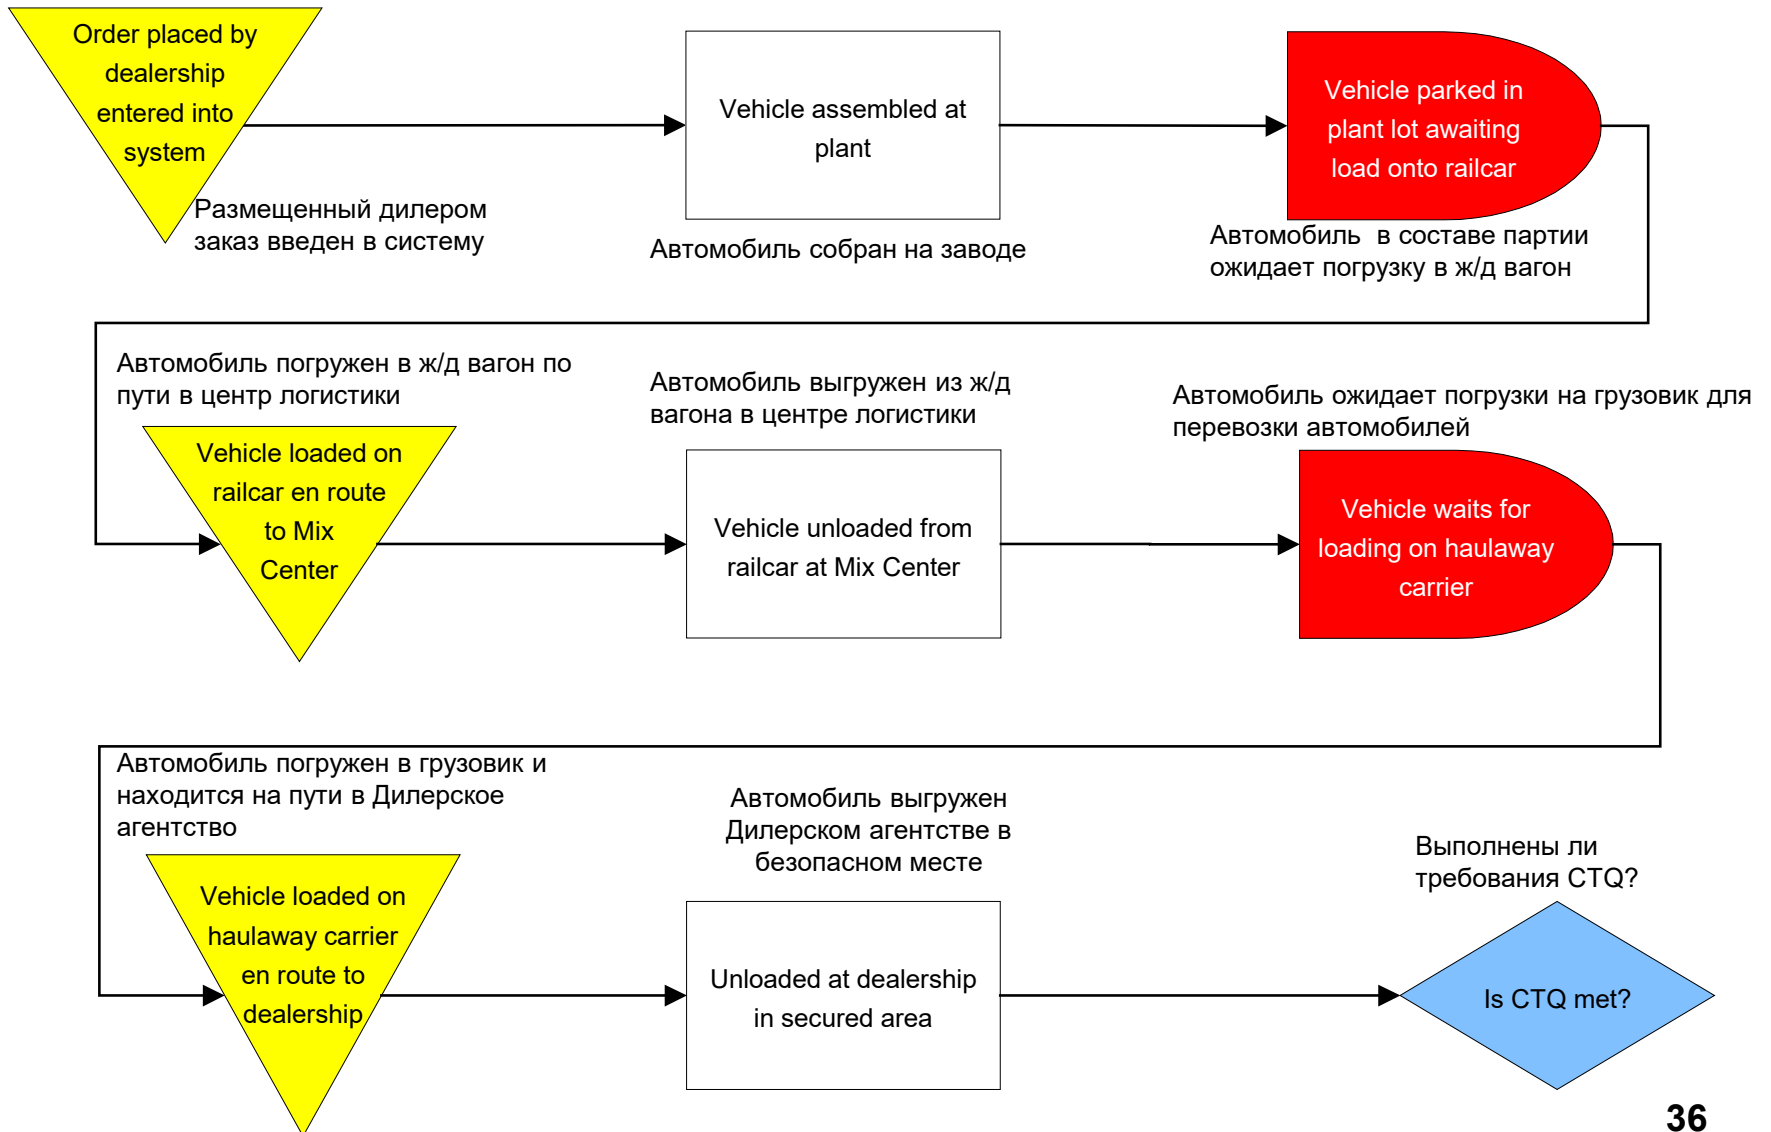 Order placed by
dealership
entered into
system
Размещенный дилером
заказ введен в систему
Vehicle assembled at
plant
Автомобиль собран на заводе
Vehicle parked in
plant lot awaiting
load onto railcar
Автомобиль в составе партии
ожидает погрузку в ж/д вагон
Автомобиль погружен в ж/д вагон по
пути в центр логистики
Vehicle loaded on
railcar en route
to Mix
Center
Автомобиль выгружен из ж/д
вагона в центре логистики
Vehicle unloaded from
railcar at Mix Center
Автомобиль ожидает погрузки на грузовик для
перевозки автомобилей
Vehicle waits for
loading on haulaway
carrier
Автомобиль погружен в грузовик и
находится на пути в Дилерское
агентство
Vehicle loaded on
haulaway carrier
en route to
dealership
Автомобиль выгружен
Дилерском агентстве в
безопасном месте
Unloaded at dealership
in secured area
Выполнены ли
требования CTQ?
Is CTQ met?
36